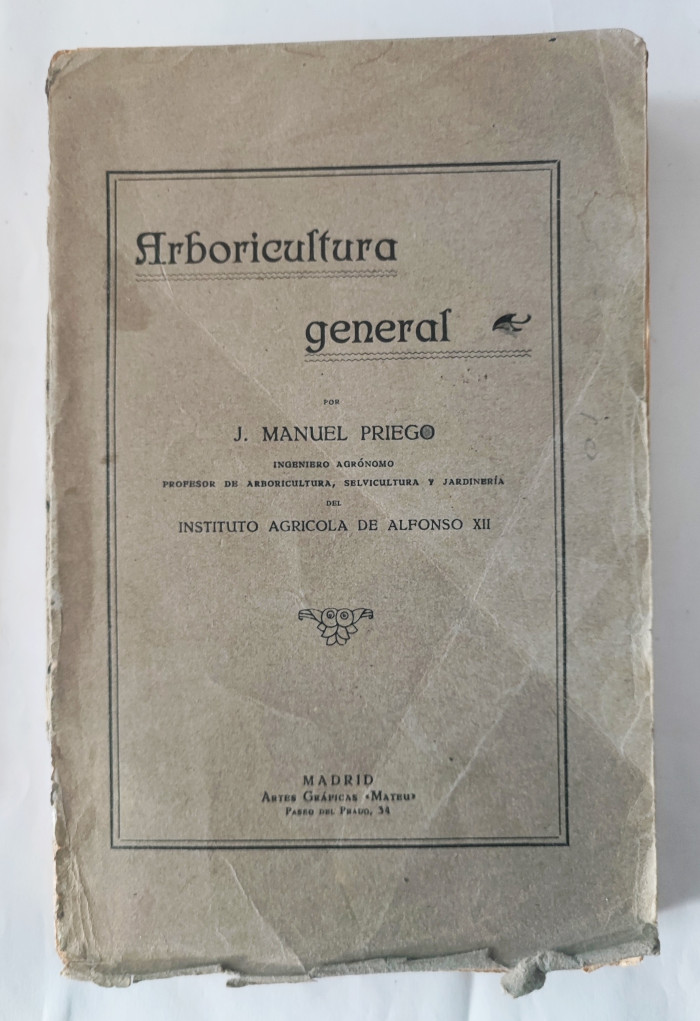 Arboricultura
general
POR
J. MANUEL PRIEGO
INGENIERO AGRÓNOMO
PROFESOR DE ARBORICULTURA, SELVICULTURA Y JARDINERÍA
DEL
INSTITUTO AGRICOLA DE ALFONSO XII
MADRID
ARTES GRÁFICAS «MATEU»
PASEO DEL PRADO, 34